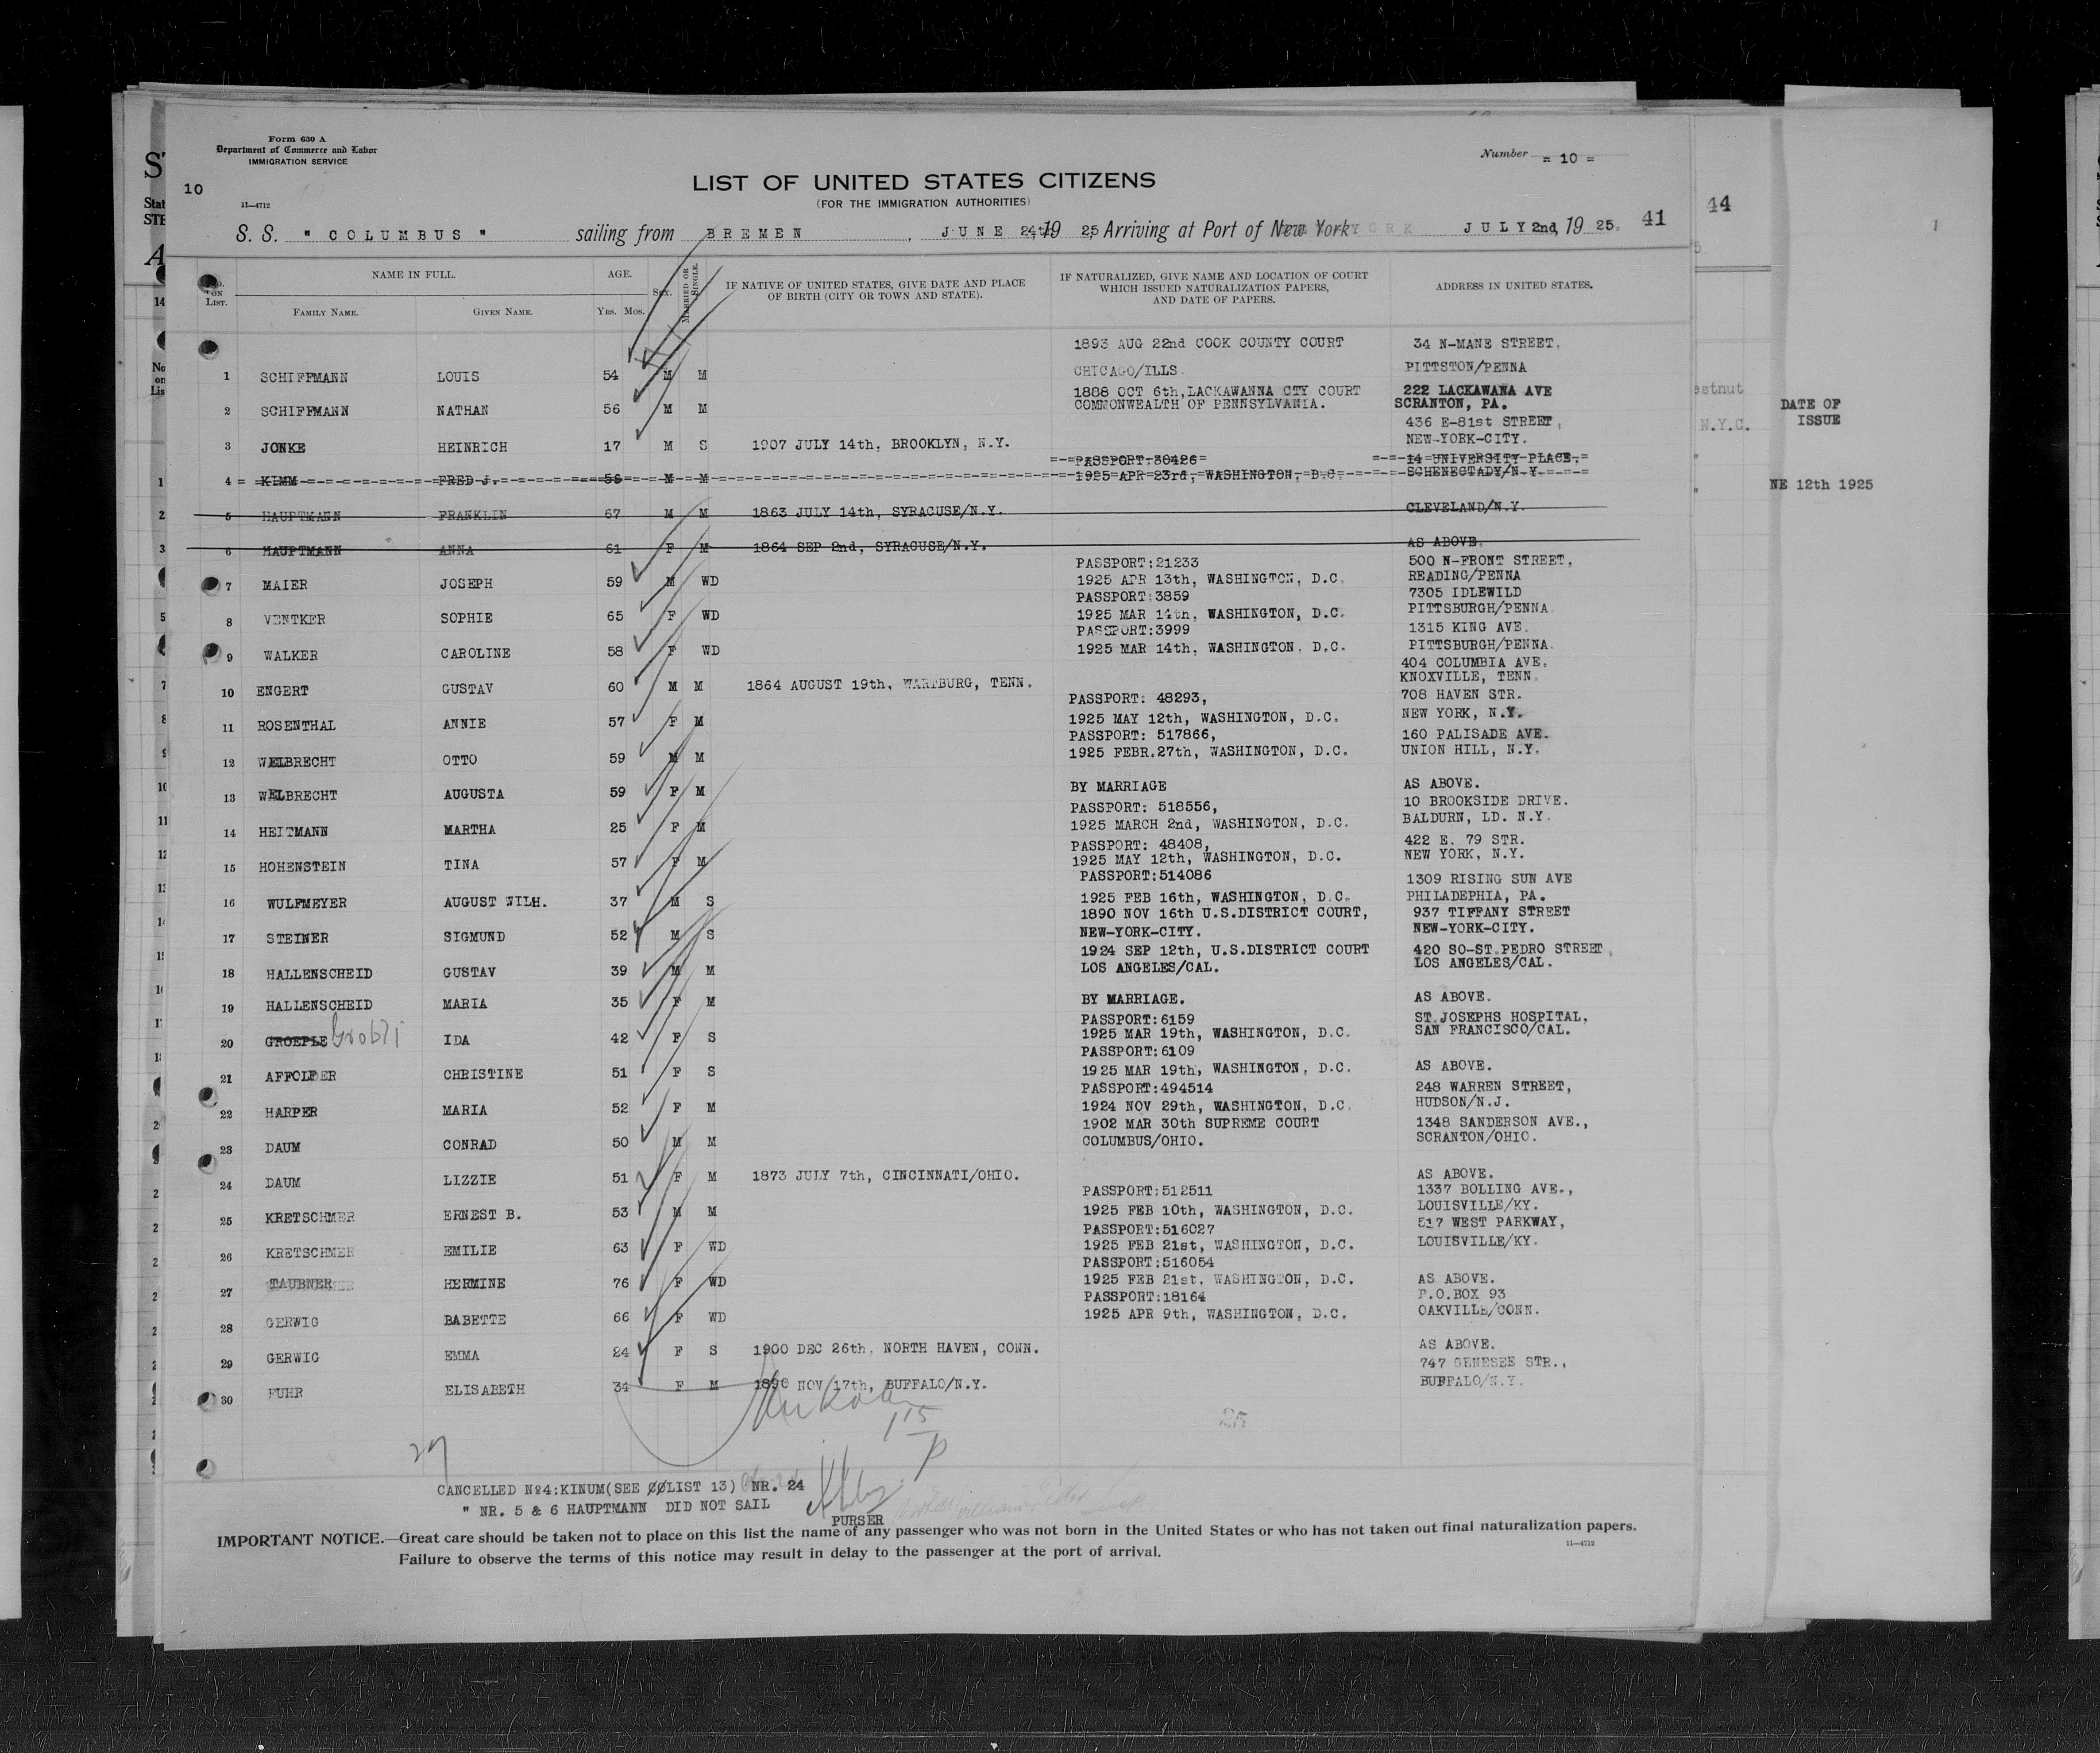 Form 630 A
Department of Commerce and Labor
IMMIGRATION SERVICE
Number = 10 =
10
11—4712
LIST OF UNITED STATES CITIZENS
(FOR THE IMMIGRATION AUTHORITIES)
S. S. " COLUMBUS " sailing from BREMEN, JUNE 24th 19 25, Arriving at Port of New York JULY 2nd, 19 25. 41 44
No. ON LIST. NAME IN FULL. FAMILY NAME. GIVEN NAME. AGE. YRS. MOS. SEX. MARRIED OR SINGLE. IF NATIVE OF UNITED STATES, GIVE DATE AND PLACE OF BIRTH (CITY OR TOWN AND STATE). IF NATURALIZED, GIVE NAME AND LOCATION OF COURT WHICH ISSUED NATURALIZATION PAPERS, AND DATE OF PAPERS. ADDRESS IN UNITED STATES.
1 SCHIFFMANN LOUIS 54 M M 1893 AUG 22nd COOK COUNTY COURT CHICAGO/ILLS. 34 N-MANE STREET, PITTSTON/PENNA
2 SCHIFFMANN NATHAN 56 M M 1888 OCT 6th, LACKAWANNA CTY COURT COMMONWEALTH OF PENNSYLVANIA. 222 LACKAWANA AVE SCRANTON, PA.
3 JONKE HEINRICH 17 M S 1907 JULY 14th, BROOKLYN, N.Y. 436 E-81st STREET, NEW-YORK-CITY.
4 KIMM FRED J. 56 M M PASSPORT:30426 1925 APR 23rd, WASHINGTON, D.C. 14 UNIVERSITY PLACE, SCHENEGTADY/N.Y.
5 HAUPTMANN FRANKLIN 67 M M 1863 JULY 14th, SYRACUSE/N.Y. CLEVELAND/N.Y.
6 HAUPTMANN ANNA 61 F M 1864 SEP 2nd, SYRACUSE/N.Y. AS ABOVE.
7 MAIER JOSEPH 59 M WD PASSPORT:21233 1925 APR 13th, WASHINGTON, D.C. 500 N-FRONT STREET, READING/PENNA
8 VENTKER SOPHIE 65 F WD PASSPORT:3859 1925 MAR 14th, WASHINGTON, D.C. 7305 IDLEWILD PITTSBURGH/PENNA.
9 WALKER CAROLINE 58 F WD PASSPORT:3999 1925 MAR 14th, WASHINGTON, D.C. 1315 KING AVE. PITTSBURGH/PENNA.
10 ENGERT GUSTAV 60 M M 1864 AUGUST 19th, WARTBURG, TENN. 404 COLUMBIA AVE. KNOXVILLE, TENN.
11 ROSENTHAL ANNIE 57 F M PASSPORT: 48293, 1925 MAY 12th, WASHINGTON, D.C. 708 HAVEN STR. NEW YORK, N.Y.
12 WELBRECHT OTTO 59 M M PASSPORT: 517866, 1925 FEBR.27th, WASHINGTON, D.C. 160 PALISADE AVE. UNION HILL, N.Y.
13 WELBRECHT AUGUSTA 59 F M BY MARRIAGE AS ABOVE.
14 HEITMANN MARTHA 25 F M PASSPORT: 518556, 1925 MARCH 2nd, WASHINGTON, D.C. 10 BROOKSIDE DRIVE. BALDURN, LD. N.Y.
15 HOHENSTEIN TINA 57 F M PASSPORT: 48408, 1925 MAY 12th, WASHINGTON, D.C. 422 E. 79 STR. NEW YORK, N.Y.
16 WULFMEYER AUGUST WILH. 37 M S PASSPORT:514086 1925 FEB 16th, WASHINGTON, D.C. 1309 RISING SUN AVE PHILADEPHIA, PA.
17 STEINER SIGMUND 52 M S 1890 NOV 16th U.S.DISTRICT COURT, NEW-YORK-CITY. 937 TIFFANY STREET NEW-YORK-CITY.
18 HALLENSCHEID GUSTAV 39 M M 1924 SEP 12th, U.S.DISTRICT COURT LOS ANGELES/CAL. 420 SO-ST.PEDRO STREET, LOS ANGELES/CAL.
19 HALLENSCHEID MARIA 35 F M BY MARRIAGE. AS ABOVE.
20 GROEPLE Grobli IDA 42 F S PASSPORT:6159 1925 MAR 19th, WASHINGTON, D.C. ST.JOSEPHS HOSPITAL, SAN FRANCISCO/CAL.
21 AFFOLDER CHRISTINE 51 F S PASSPORT:6109 1925 MAR 19th, WASHINGTON, D.C. AS ABOVE.
22 HARPER MARIA 52 F M PASSPORT:494514 1924 NOV 29th, WASHINGTON, D.C. 248 WARREN STREET, HUDSON/N.J.
23 DAUM CONRAD 50 M M 1902 MAR 30th SUPREME COURT COLUMBUS/OHIO. 1348 SANDERSON AVE., SCRANTON/OHIO.
24 DAUM LIZZIE 51 F M 1873 JULY 7th, CINCINNATI/OHIO. AS ABOVE.
25 KRETSCHMER ERNEST B. 53 M M PASSPORT:512511 1925 FEB 10th, WASHINGTON, D.C. 1337 BOLLING AVE., LOUISVILLE/KY.
26 KRETSCHMER EMILIE 63 F WD PASSPORT:516027 1925 FEB 21st, WASHINGTON, D.C. 517 WEST PARKWAY, LOUISVILLE/KY.
27 TAUBNER HERMINE 76 F WD PASSPORT:516054 1925 FEB 21st, WASHINGTON, D.C. AS ABOVE.
28 GERWIG BABETTE 66 F WD PASSPORT:18164 1925 APR 9th, WASHINGTON, D.C. P.O.BOX 93 OAKVILLE/CONN.
29 GERWIG EMMA 24 F S 1900 DEC 26th, NORTH HAVEN, CONN. AS ABOVE.
30 FUHR ELISABETH 34 F M 1890 NOV 17th, BUFFALO/N.Y. 747 GENESEE STR., BUFFALO/N.Y.
DATE OF
ISSUE
NE 12th 1925
estnut
N.Y.C.
115
25
27
CANCELLED Nº4:KINUM(SEE LIST 13) NR. 24
" NR. 5 & 6 HAUPTMANN DID NOT SAIL
PURSER
IMPORTANT NOTICE.—Great care should be taken not to place on this list the name of any passenger who was not born in the United States or who has not taken out final naturalization papers.
Failure to observe the terms of this notice may result in delay to the passenger at the port of arrival.
11—4712